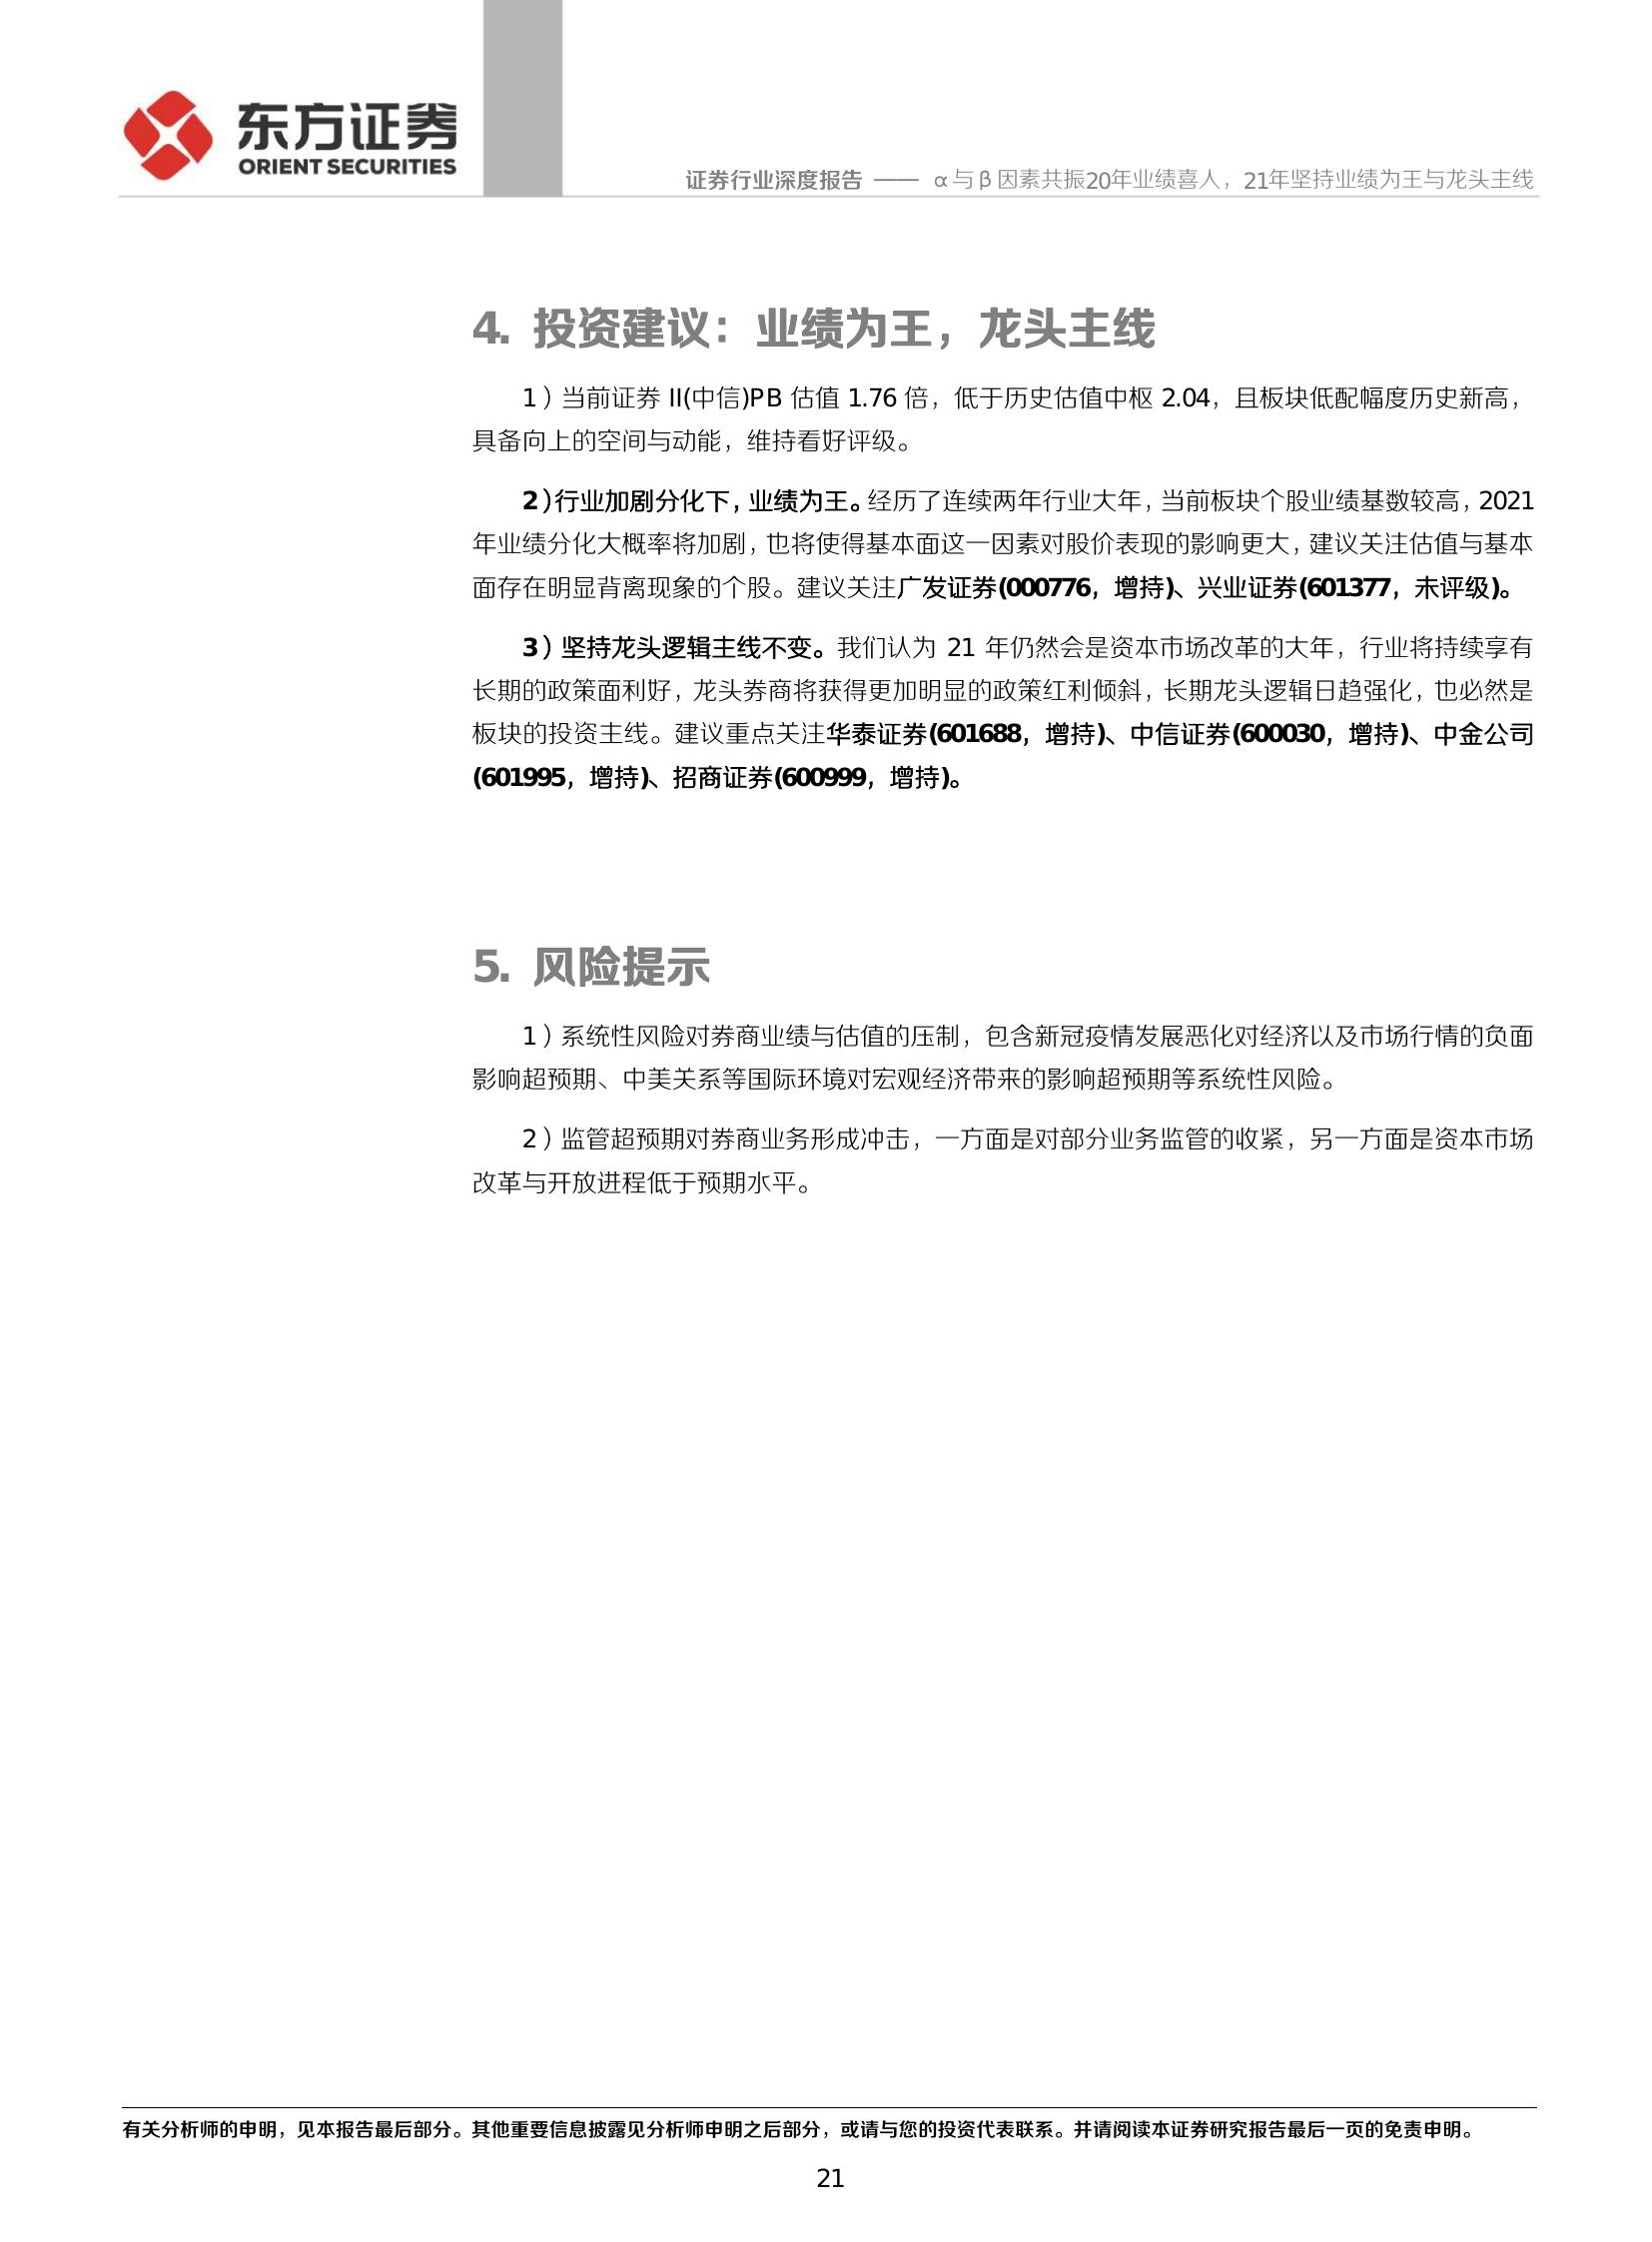 东方证券
ORIENT SECURITIES
证券行业深度报告 —— α与β因素共振20年业绩喜人，21年坚持业绩为王与龙头主线
4. 投资建议：业绩为王，龙头主线
1）当前证券 II(中信)PB 估值 1.76 倍，低于历史估值中枢 2.04，且板块低配幅度历史新高，
具备向上的空间与动能，维持看好评级。
2）行业加剧分化下，业绩为王。经历了连续两年行业大年，当前板块个股业绩基数较高，2021
年业绩分化大概率将加剧，也将使得基本面这一因素对股价表现的影响更大，建议关注估值与基本
面存在明显背离现象的个股。建议关注广发证券(000776，增持)、兴业证券(601377，未评级)。
3）坚持龙头逻辑主线不变。我们认为 21 年仍然会是资本市场改革的大年，行业将持续享有
长期的政策面利好，龙头券商将获得更加明显的政策红利倾斜，长期龙头逻辑日趋强化，也必然是
板块的投资主线。建议重点关注华泰证券(601688，增持)、中信证券(600030，增持)、中金公司
(601995，增持)、招商证券(600999，增持)。
5. 风险提示
1）系统性风险对券商业绩与估值的压制，包含新冠疫情发展恶化对经济以及市场行情的负面
影响超预期、中美关系等国际环境对宏观经济带来的影响超预期等系统性风险。
2）监管超预期对券商业务形成冲击，一方面是对部分业务监管的收紧，另一方面是资本市场
改革与开放进程低于预期水平。
有关分析师的申明，见本报告最后部分。其他重要信息披露见分析师申明之后部分，或请与您的投资代表联系。并请阅读本证券研究报告最后一页的免责申明。
21